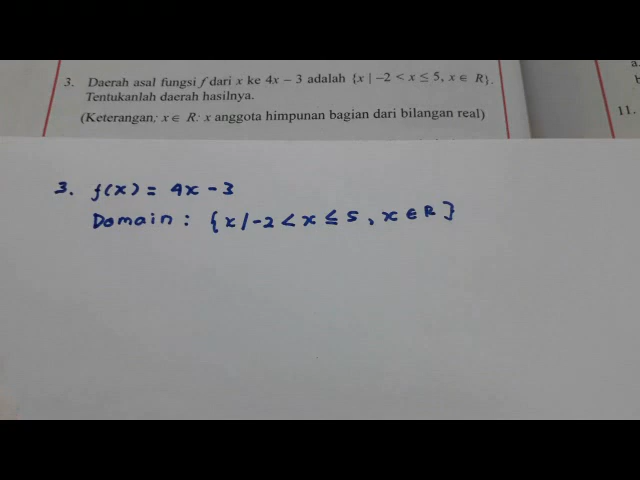 3. Daerah asal fungsi f dari x ke 4x – 3 adalah {x | –2 < x ≤ 5, x ∈ R}.
Tentukanlah daerah hasilnya.
(Keterangan; x ∈ R: x anggota himpunan bagian dari bilangan real)
a.
11.
3. f(x) = 4x - 3
Domain : {x/-2 < x ≤ 5, x ∈ R}